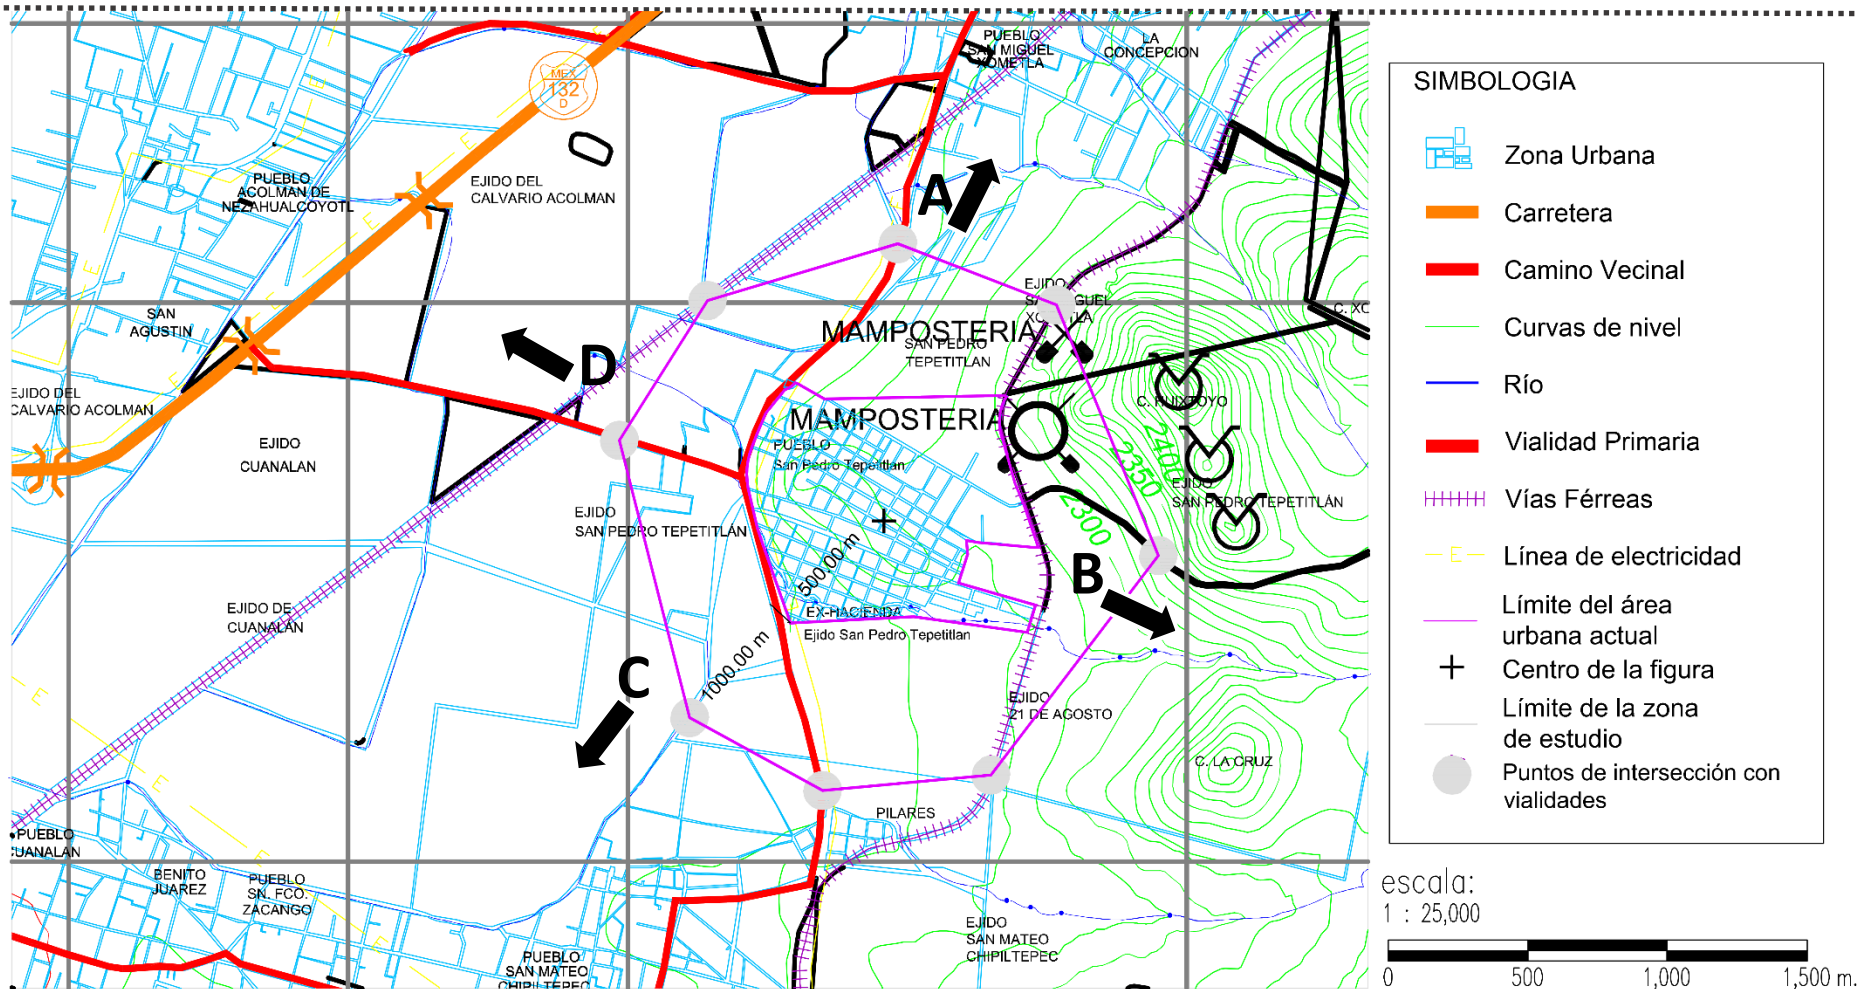 PUEBLO
SAN MIGUEL
XOMETLA
LA
CONCEPCION
MEX
132
D
PUEBLO
ACOLMAN DE
NEZAHUALCOYOTL
EJIDO DEL
CALVARIO ACOLMAN
A
SAN
AGUSTIN
D
EJIDO
MAMPOSTERIA
SAN PEDRO
TEPETITLAN
C. XO
EJIDO DEL
CALVARIO ACOLMAN
EJIDO
CUANALAN
MAMPOSTERIA
PUEBLO
San Pedro Tepetitlan
C. HUIXTOYO
2400
2350
2300
EJIDO
SAN PEDRO TEPETITLÁN
EJIDO
SAN PEDRO TEPETITLÁN
500.00 m
B
EJIDO DE
CUANALÁN
EX-HACIENDA
Ejido San Pedro Tepetitlan
1000.00 m
C
EJIDO
21 DE AGOSTO
C. LA CRUZ
PILARES
PUEBLO
CUANALAN
BENITO
JUAREZ
PUEBLO
SN. FCO.
ZACANGO
EJIDO
SAN MATEO
CHIPILTEPEC
PUEBLO
SAN MATEO
CHIPILTEPEC
E
E
E
E
E
E
E
E
E
SIMBOLOGIA
Zona Urbana
Carretera
Camino Vecinal
Curvas de nivel
Río
Vialidad Primaria
Vías Férreas
E
Línea de electricidad
Límite del área
urbana actual
Centro de la figura
Límite de la zona
de estudio
Puntos de intersección con
vialidades
escala:
1 : 25,000
0 500 1,000 1,500 m.